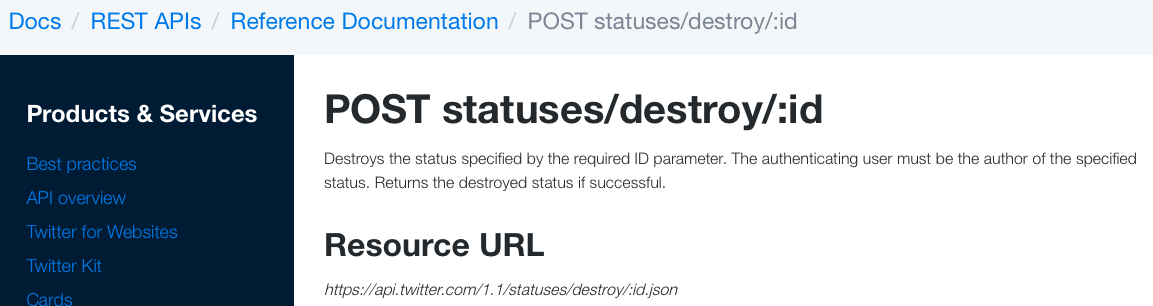 Docs / REST APIs / Reference Documentation / POST statuses/destroy/:id
Products & Services
Best practices
API overview
Twitter for Websites
Twitter Kit
Cards
POST statuses/destroy/:id
Destroys the status specified by the required ID parameter. The authenticating user must be the author of the specified
status. Returns the destroyed status if successful.
Resource URL
https://api.twitter.com/1.1/statuses/destroy/:id.json